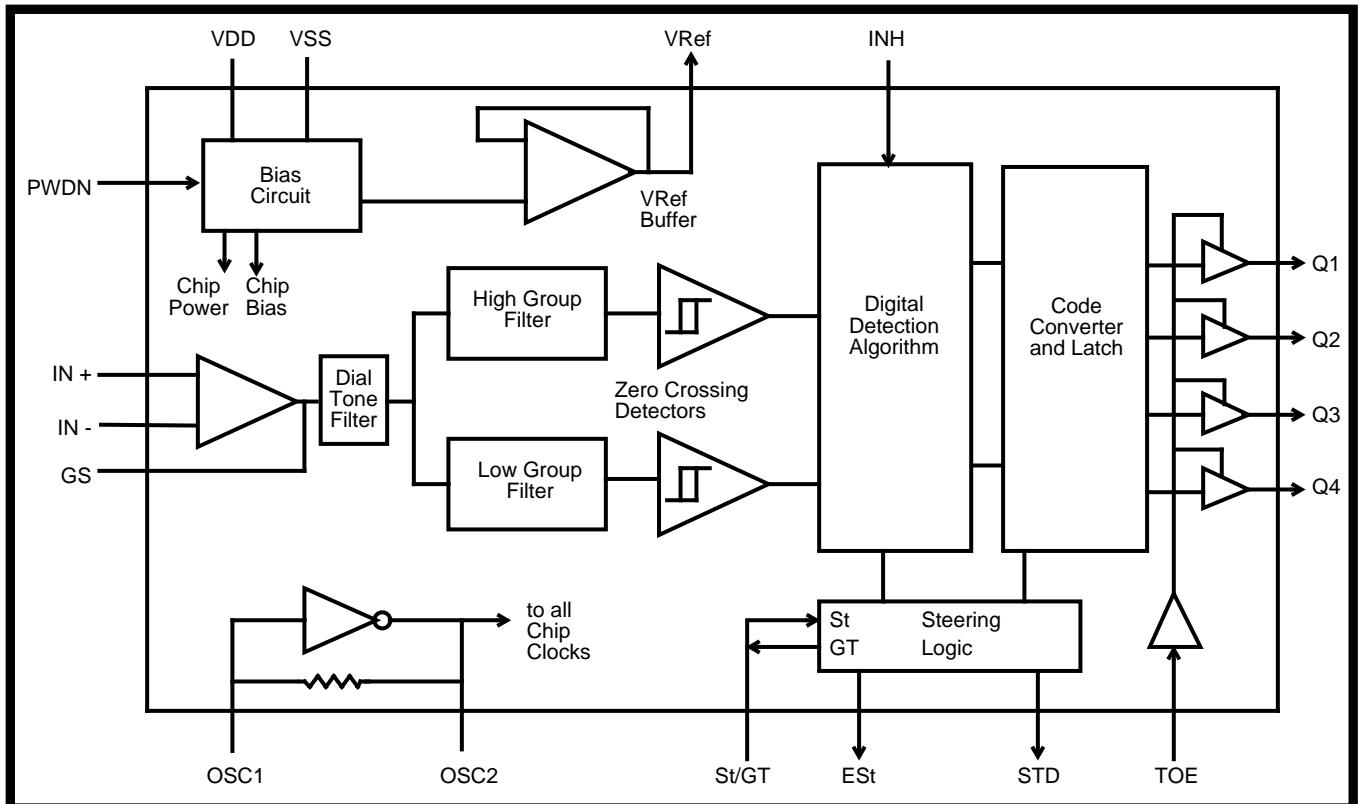 VDD
VSS
VRef
INH
PWDN
Bias
Circuit
VRef
Buffer
Chip
Power
Chip
Bias
Q1
High Group
Filter
Digital
Detection
Algorithm
Code
Converter
and Latch
Q2
IN +
Dial
Tone
Filter
Zero Crossing
Detectors
Q3
IN -
GS
Low Group
Filter
Q4
to all
Chip
Clocks
St
GT
Steering
Logic
OSC1
OSC2
St/GT
ESt
STD
TOE